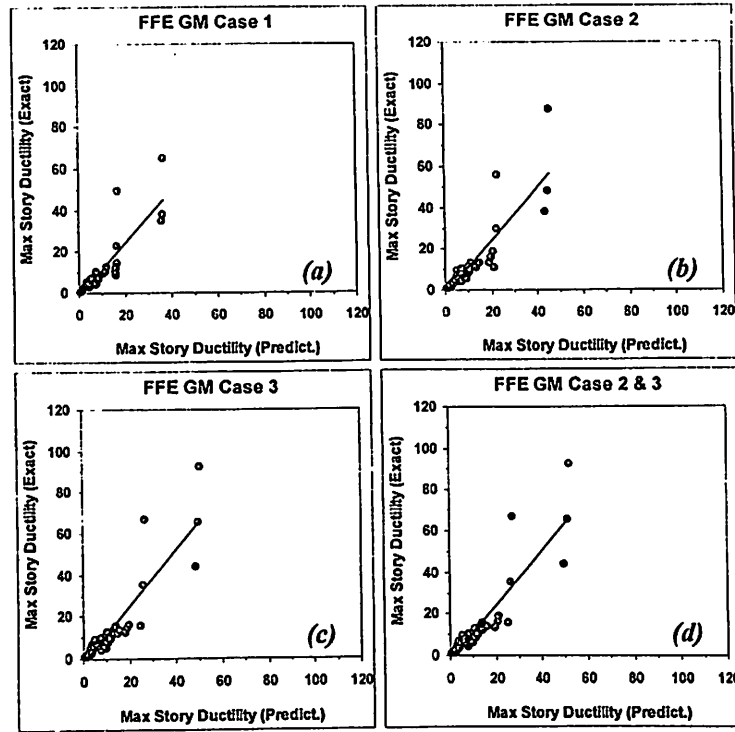 FFE GM Case 1
Max Story Ductility (Exact)
120
100
80
60
40
20
0
(a)
0 20 40 60 80 100 120
Max Story Ductility (Predict.)
FFE GM Case 2
Max Story Ductility (Exact)
120
100
80
60
40
20
0
(b)
0 20 40 60 80 100 120
Max Story Ductility (Predict.)
FFE GM Case 3
Max Story Ductility (Exact)
120
100
80
60
40
20
0
(c)
0 20 40 60 80 100 120
Max Story Ductility (Predict.)
FFE GM Case 2 & 3
Max Story Ductility (Exact)
120
100
80
60
40
20
0
(d)
0 20 40 60 80 100 120
Max Story Ductility (Predict.)